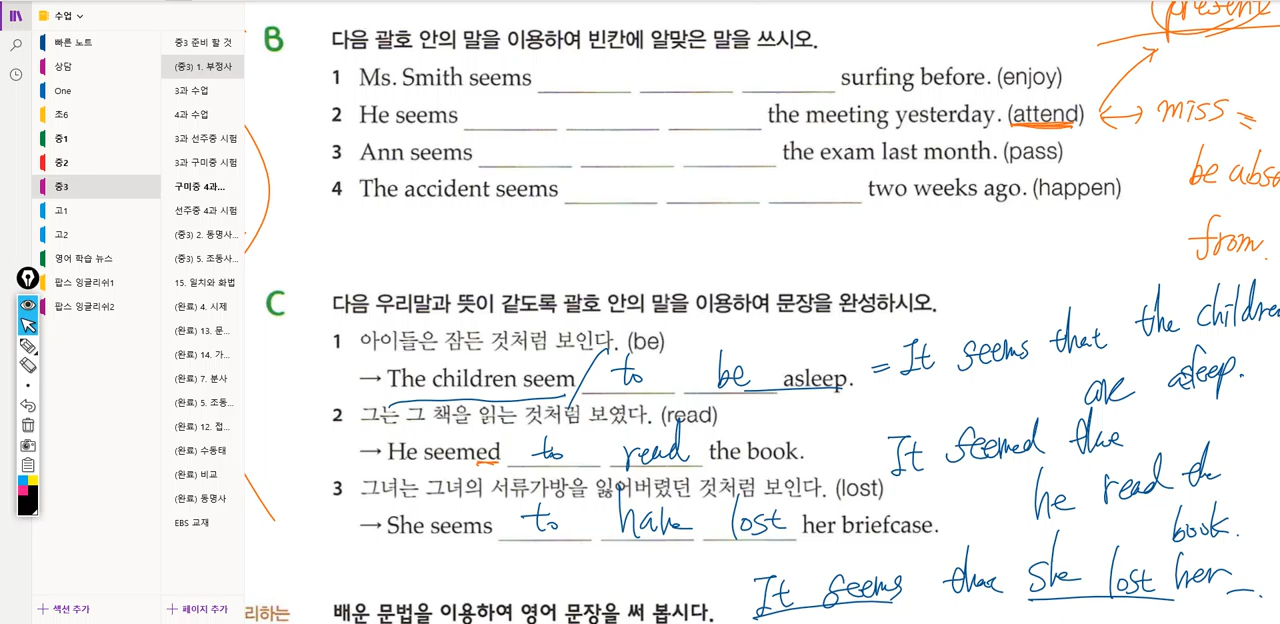 수업
빠른 노트
상담
One
초6
중1
중2
중3
고1
고2
영어 학습 뉴스
팝스 잉글리쉬1
팝스 잉글리쉬2
섹션 추가
중3 준비 할 것
(중3) 1. 부정사
3과 수업
4과 수업
3과 선주중 시험
3과 구미중 시험
구미중 4과...
선주중 4과 시험
(중3) 2. 동명사...
(중3) 5. 조동사...
15. 일치와 화법
(완료) 4. 시제
(완료) 13. 문...
(완료) 14. 가...
(완료) 7. 분사
(완료) 5. 조동...
(완료) 12. 접...
(완료) 수동태
(완료) 비교
(완료) 동명사
EBS 교재
페이지 추가
present
B 다음 괄호 안의 말을 이용하여 빈칸에 알맞은 말을 쓰시오.
1 Ms. Smith seems ______ ______ ______ surfing before. (enjoy)
2 He seems ______ ______ ______ the meeting yesterday. (attend)
miss =
3 Ann seems ______ ______ ______ the exam last month. (pass)
be abs
4 The accident seems ______ ______ ______ two weeks ago. (happen)
from.
C 다음 우리말과 뜻이 같도록 괄호 안의 말을 이용하여 문장을 완성하시오.
1 아이들은 잠든 것처럼 보인다. (be)
→ The children seem to be asleep.
= It seems that the children
are asleep.
2 그는 그 책을 읽는 것처럼 보였다. (read)
→ He seemed to read the book.
It seemed that
he read the
book.
3 그녀는 그녀의 서류가방을 잃어버렸던 것처럼 보인다. (lost)
→ She seems to have lost her briefcase.
It seems that she lost her
리하는 배운 문법을 이용하여 영어 문장을 써 봅시다.